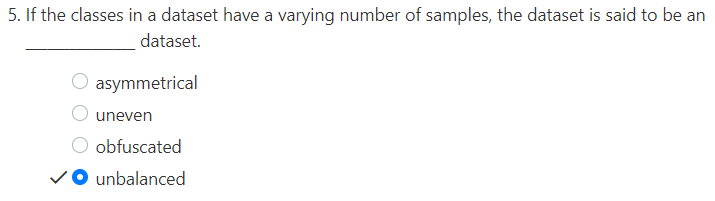 5. If the classes in a dataset have a varying number of samples, the dataset is said to be an
______________ dataset.
asymmetrical
uneven
obfuscated
unbalanced